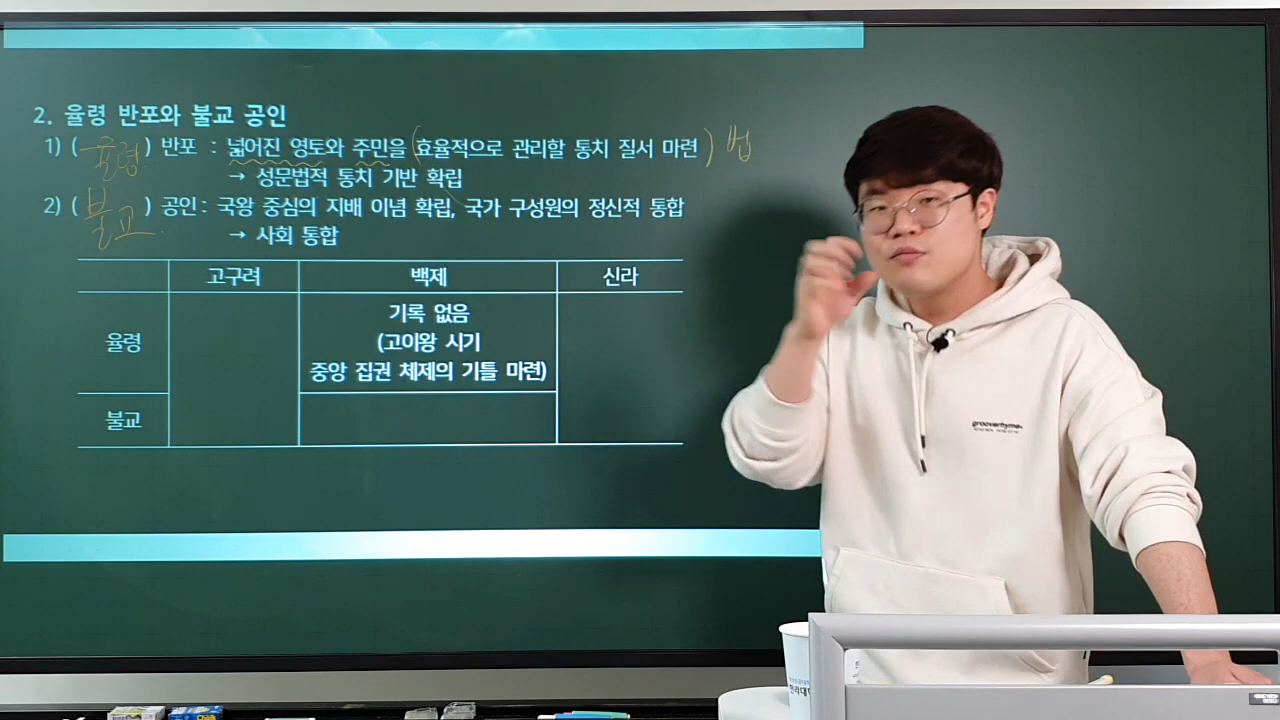 2. 율령 반포와 불교 공인
1) (율령) 반포 : 넓어진 영토와 주민을 (효율적으로 관리할 통치 질서 마련) 법
→ 성문법적 통치 기반 확립
2) (불교) 공인 : 국왕 중심의 지배 이념 확립, 국가 구성원의 정신적 통합
→ 사회 통합
고구려 백제 신라
율령
기록 없음
(고이왕 시기
중앙 집권 체제의 기틀 마련)
불교
grooverhyme